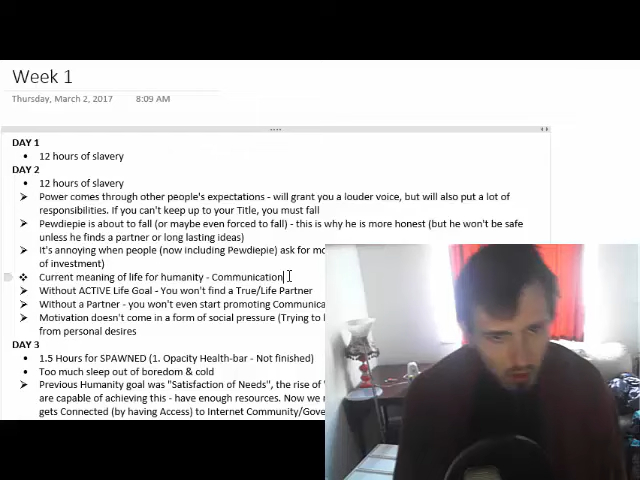 Week 1
Thursday, March 2, 2017 8:09 AM
DAY 1
• 12 hours of slavery
DAY 2
• 12 hours of slavery
➢ Power comes through other people's expectations - will grant you a louder voice, but will also put a lot of
responsibilities. If you can't keep up to your Title, you must fall
➢ Pewdiepie is about to fall (or maybe even forced to fall) - this is why he is more honest (but he won't be safe
unless he finds a partner or long lasting ideas)
➢ It's annoying when people (now including Pewdiepie) ask for
of investment)
❖ Current meaning of life for humanity - Communication
➢ Without ACTIVE Life Goal - You won't find a True/Life Partner
➢ Without a Partner - you won't even start promoting
➢ Motivation doesn't come in a form of social pressure (Trying to
from personal desires
DAY 3
• 1.5 Hours for SPAWNED (1. Opacity Health-bar - Not finished)
• Too much sleep out of boredom & cold
➢ Previous Humanity goal was "Satisfaction of Needs", the rise of
are capable of achieving this - have enough resources. Now we
gets Connected (by having Access) to Internet